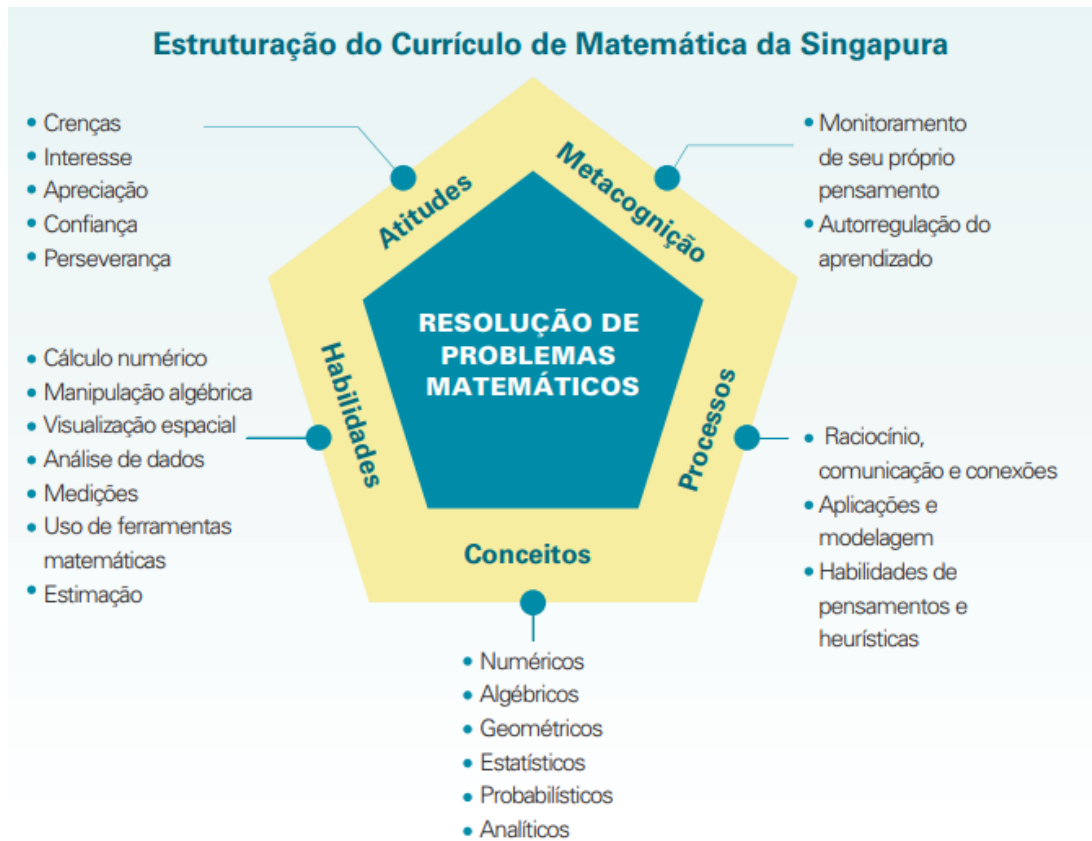 Estruturação do Currículo de Matemática da Singapura
• Crenças
• Interesse
• Apreciação
• Confiança
• Perseverança
Atitudes
Metacognição
• Monitoramento
de seu próprio
pensamento
• Autorregulação do
aprendizado
RESOLUÇÃO DE
PROBLEMAS
MATEMÁTICOS
• Cálculo numérico
• Manipulação algébrica
• Visualização espacial
• Análise de dados
• Medições
• Uso de ferramentas
matemáticas
• Estimação
Habilidades
Processos
• Raciocínio,
comunicação e conexões
• Aplicações e
modelagem
• Habilidades de
pensamentos e
heurísticas
Conceitos
• Numéricos
• Algébricos
• Geométricos
• Estatísticos
• Probabilísticos
• Analíticos